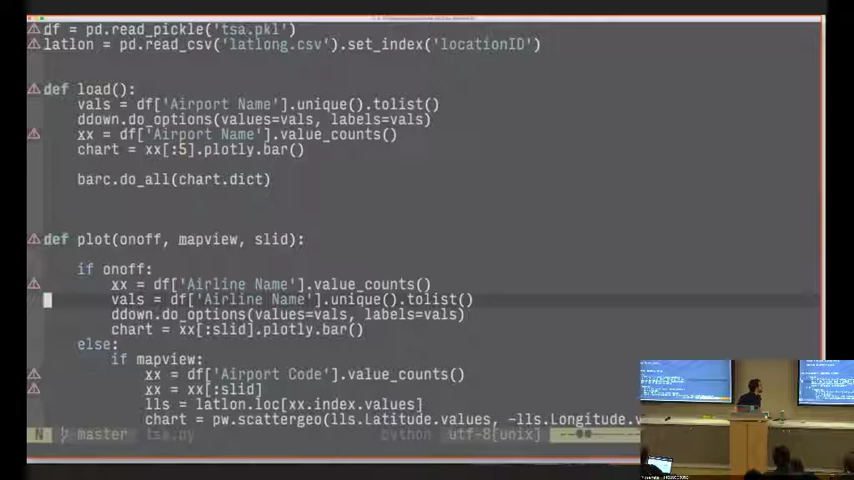 df = pd.read_pickle('tsa.pkl')
latlon = pd.read_csv('latlong.csv').set_index('locationID')
def load():
vals = df['Airport Name'].unique().tolist()
ddown.do_options(values=vals, labels=vals)
xx = df['Airport Name'].value_counts()
chart = xx[:5].plotly.bar()
barc.do_all(chart.dict)
def plot(onoff, mapview, slid):
if onoff:
xx = df['Airline Name'].value_counts()
vals = df['Airline Name'].unique().tolist()
ddown.do_options(values=vals, labels=vals)
chart = xx[:slid].plotly.bar()
else:
if mapview:
xx = df['Airport Code'].value_counts()
xx = xx[:slid]
lls = latlon.loc[xx.index.values]
chart = pw.scattergeo(lls.Latitude.values, -lls.Longitude.v
N master tsa.py python utf-8[unix]